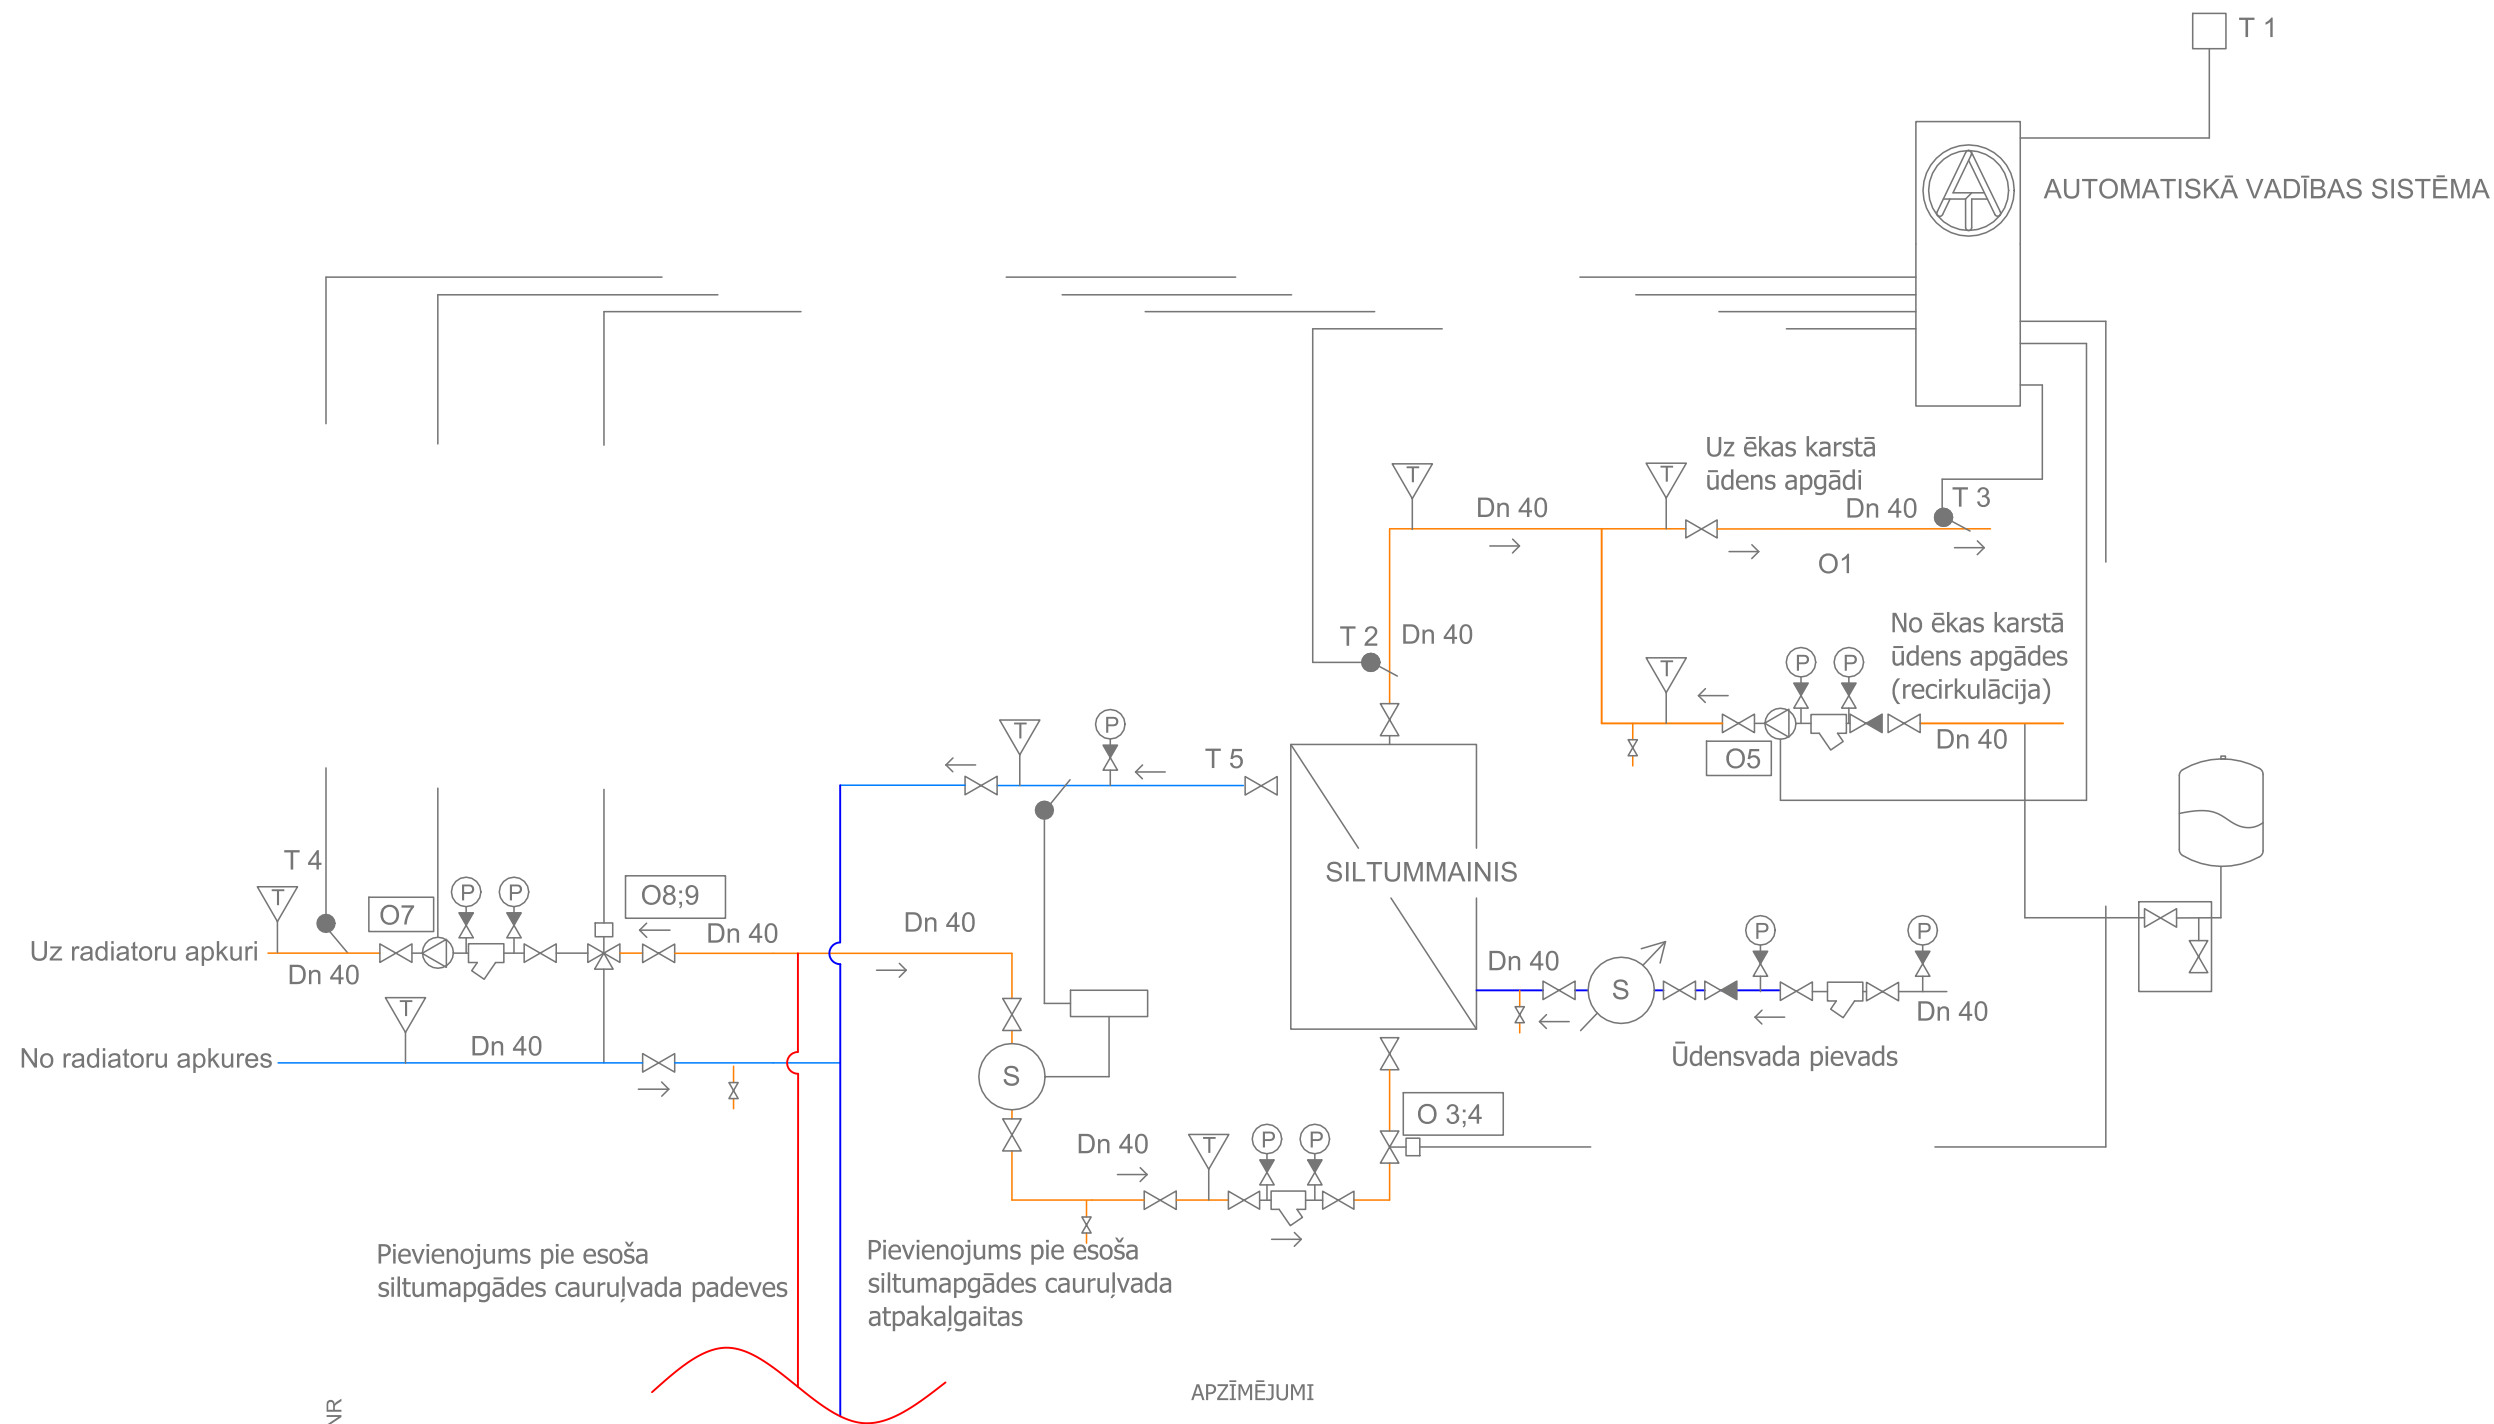 T 1
AUTOMATISKĀ VADĪBAS SISTĒMA
Uz ēkas karstā
ūdens apgādi
T
T
Dn 40
Dn 40
T 3
O1
No ēkas karstā
ūdens apgādes
(recirkulācija)
T 2
Dn 40
T
P
P
Dn 40
O5
T
P
T 5
SILTUMMAINIS
T 4
T
O7
P
P
O8;9
Dn 40
Dn 40
Uz radiatoru apkuri
Dn 40
Dn 40
S
P
P
Dn 40
T
Dn 40
No radiatoru apkures
Ūdensvada pievads
S
O 3;4
Dn 40
T
P
P
Pievienojums pie esoša
siltumapgādes cauruļvada padeves
Pievienojums pie esoša
siltumapgādes cauruļvada
atpakaļgaitas
APZĪMĒJUMI
NR